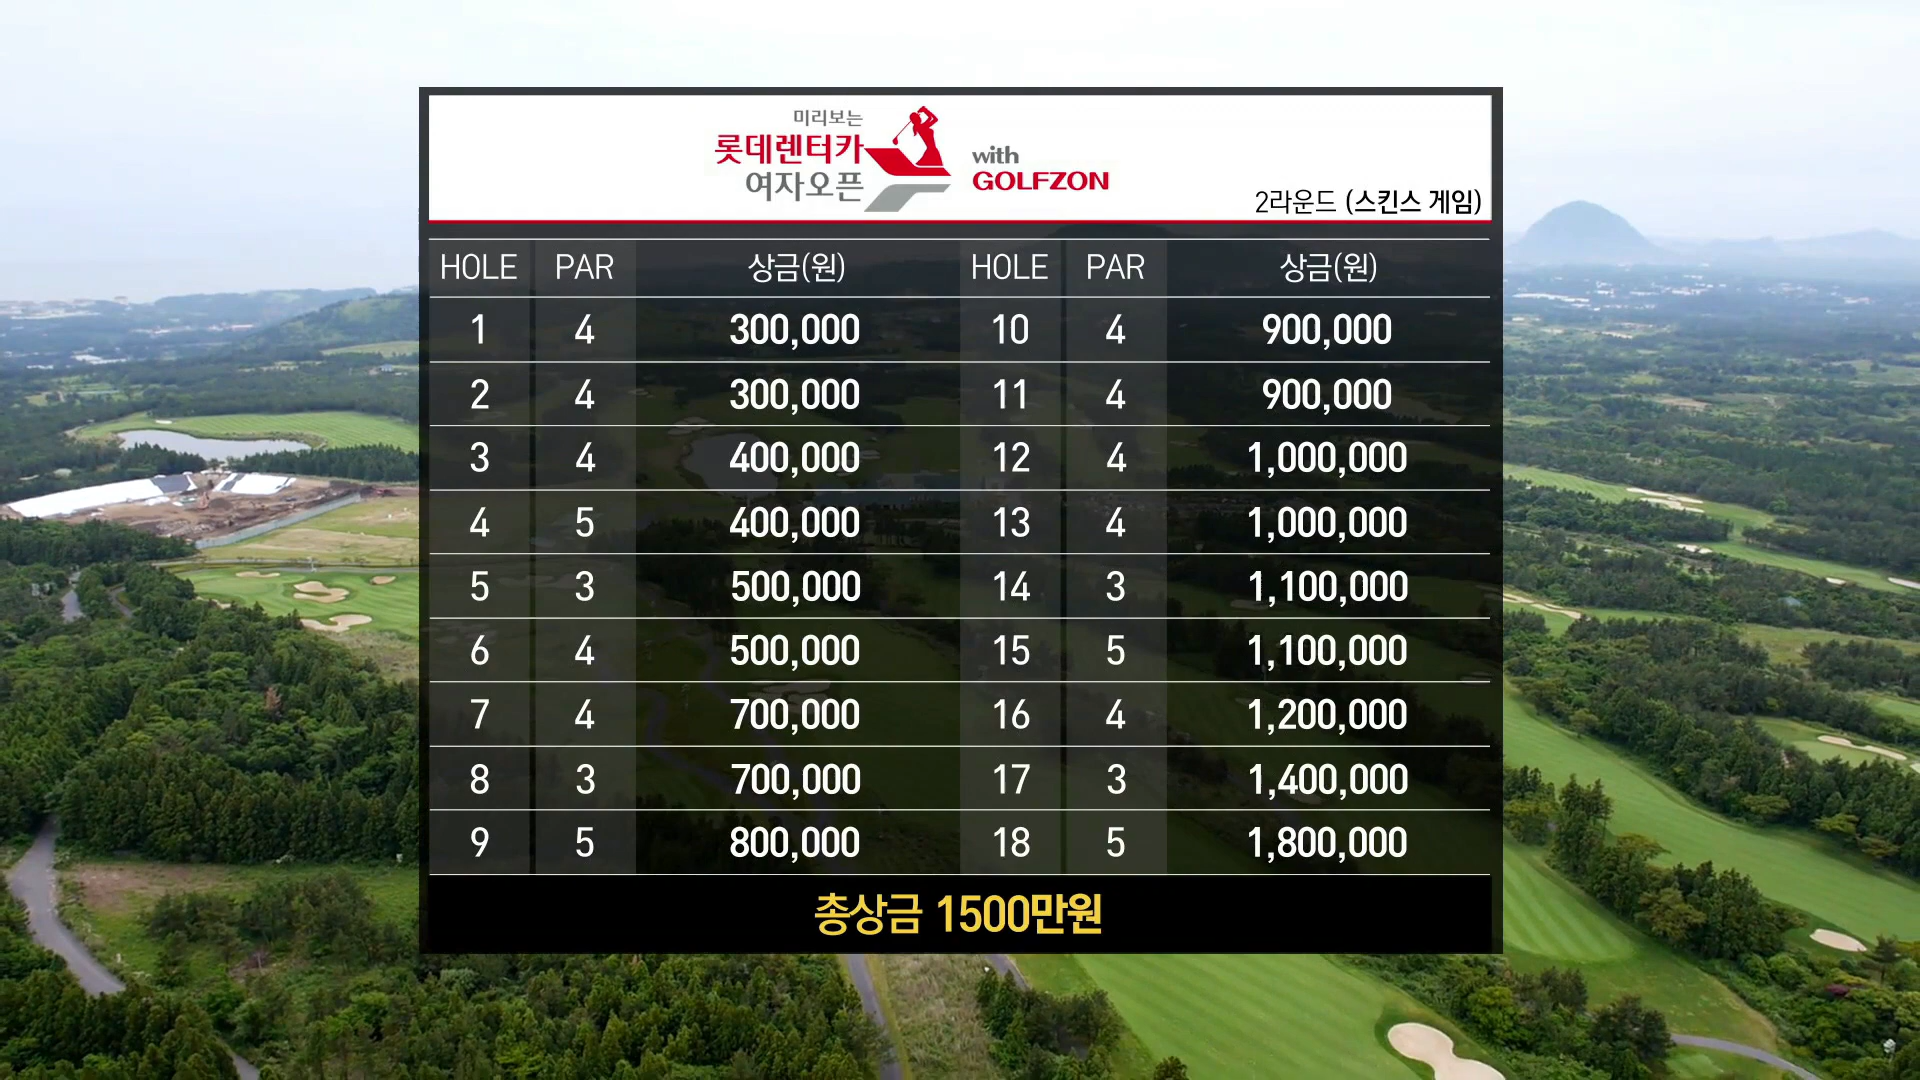 미리보는
롯데렌터카
여자오픈
with
GOLFZON
2라운드 (스킨스 게임)
HOLE PAR 상금(원) HOLE PAR 상금(원)
1 4 300,000 10 4 900,000
2 4 300,000 11 4 900,000
3 4 400,000 12 4 1,000,000
4 5 400,000 13 4 1,000,000
5 3 500,000 14 3 1,100,000
6 4 500,000 15 5 1,100,000
7 4 700,000 16 4 1,200,000
8 3 700,000 17 3 1,400,000
9 5 800,000 18 5 1,800,000
총상금 1500만원